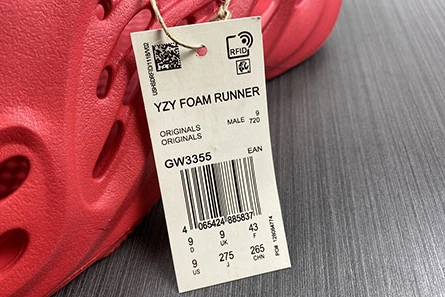 RFID
YZY FOAM RUNNER
ORIGINALS
ORIGINALS
MALE
9
720
GW3355
EAN
4 065424 885837
9
D
9
UK
43
F
9
US
275
J
265
CHN